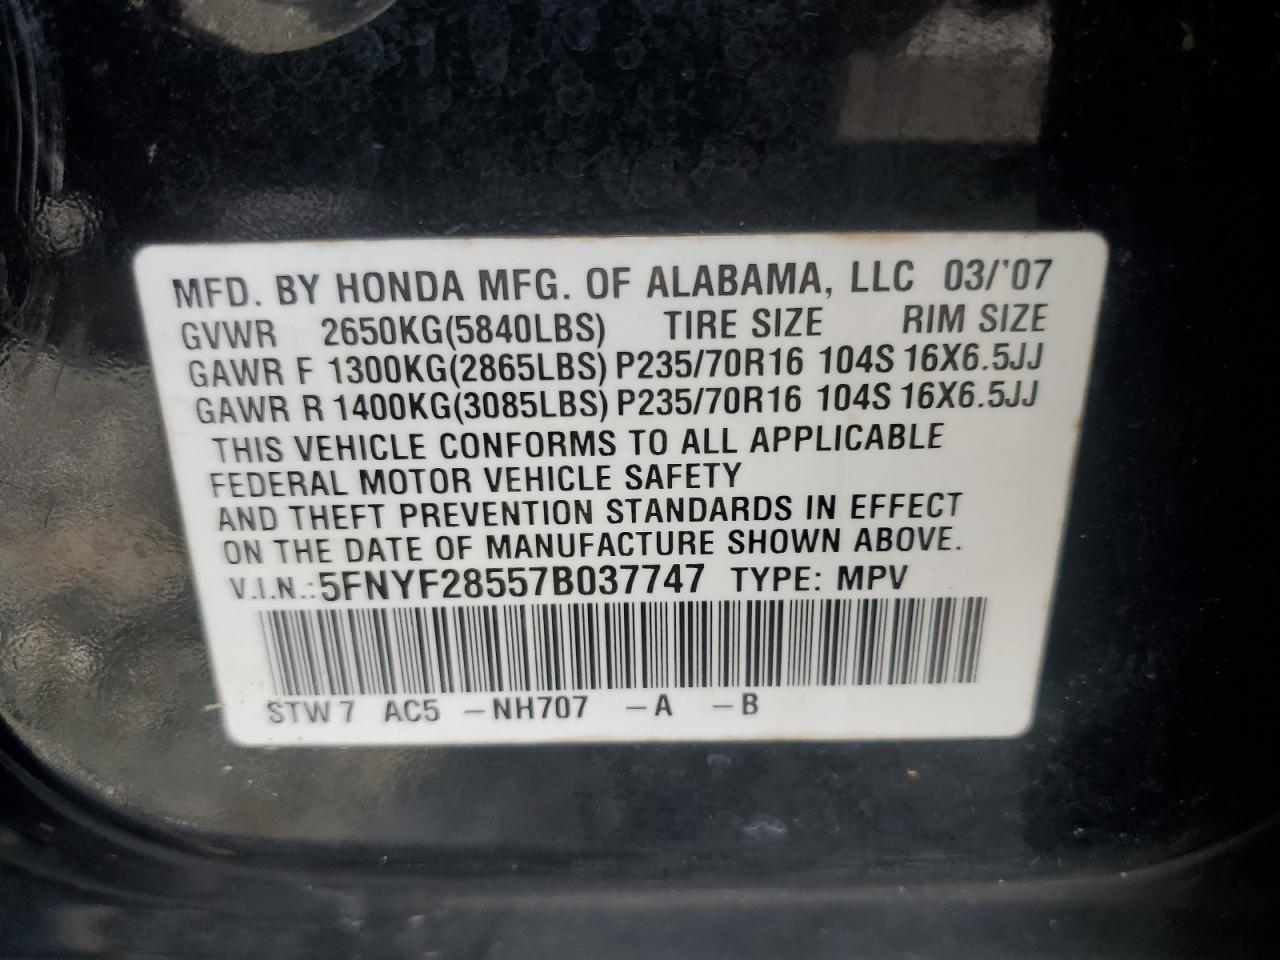 MFD. BY HONDA MFG. OF ALABAMA, LLC 03/'07
GVWR 2650KG(5840LBS) TIRE SIZE RIM SIZE
GAWR F 1300KG(2865LBS) P235/70R16 104S 16X6.5JJ
GAWR R 1400KG(3085LBS) P235/70R16 104S 16X6.5JJ
THIS VEHICLE CONFORMS TO ALL APPLICABLE
FEDERAL MOTOR VEHICLE SAFETY
AND THEFT PREVENTION STANDARDS IN EFFECT
ON THE DATE OF MANUFACTURE SHOWN ABOVE.
V.I.N.: 5FNYF28557B037747 TYPE: MPV
STW7 AC5 -NH707 -A -B